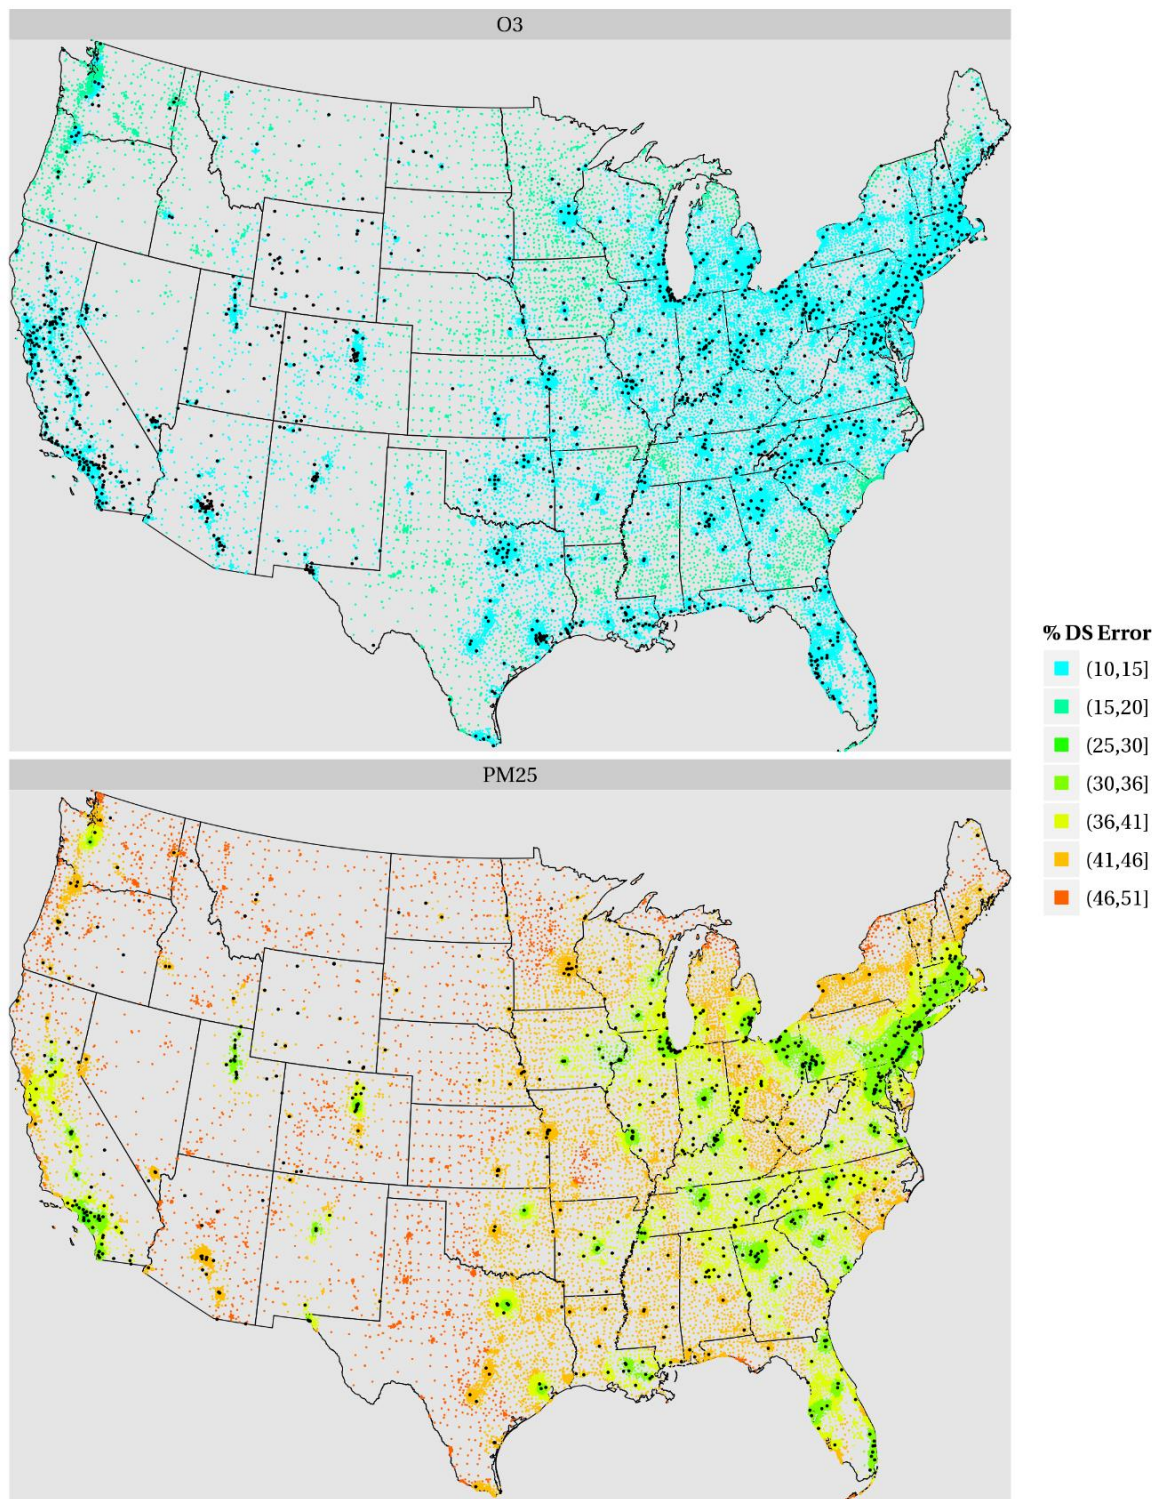 O3
% DS Error
(10,15]
(15,20]
(25,30]
(30,36]
(36,41]
(41,46]
(46,51]
PM25